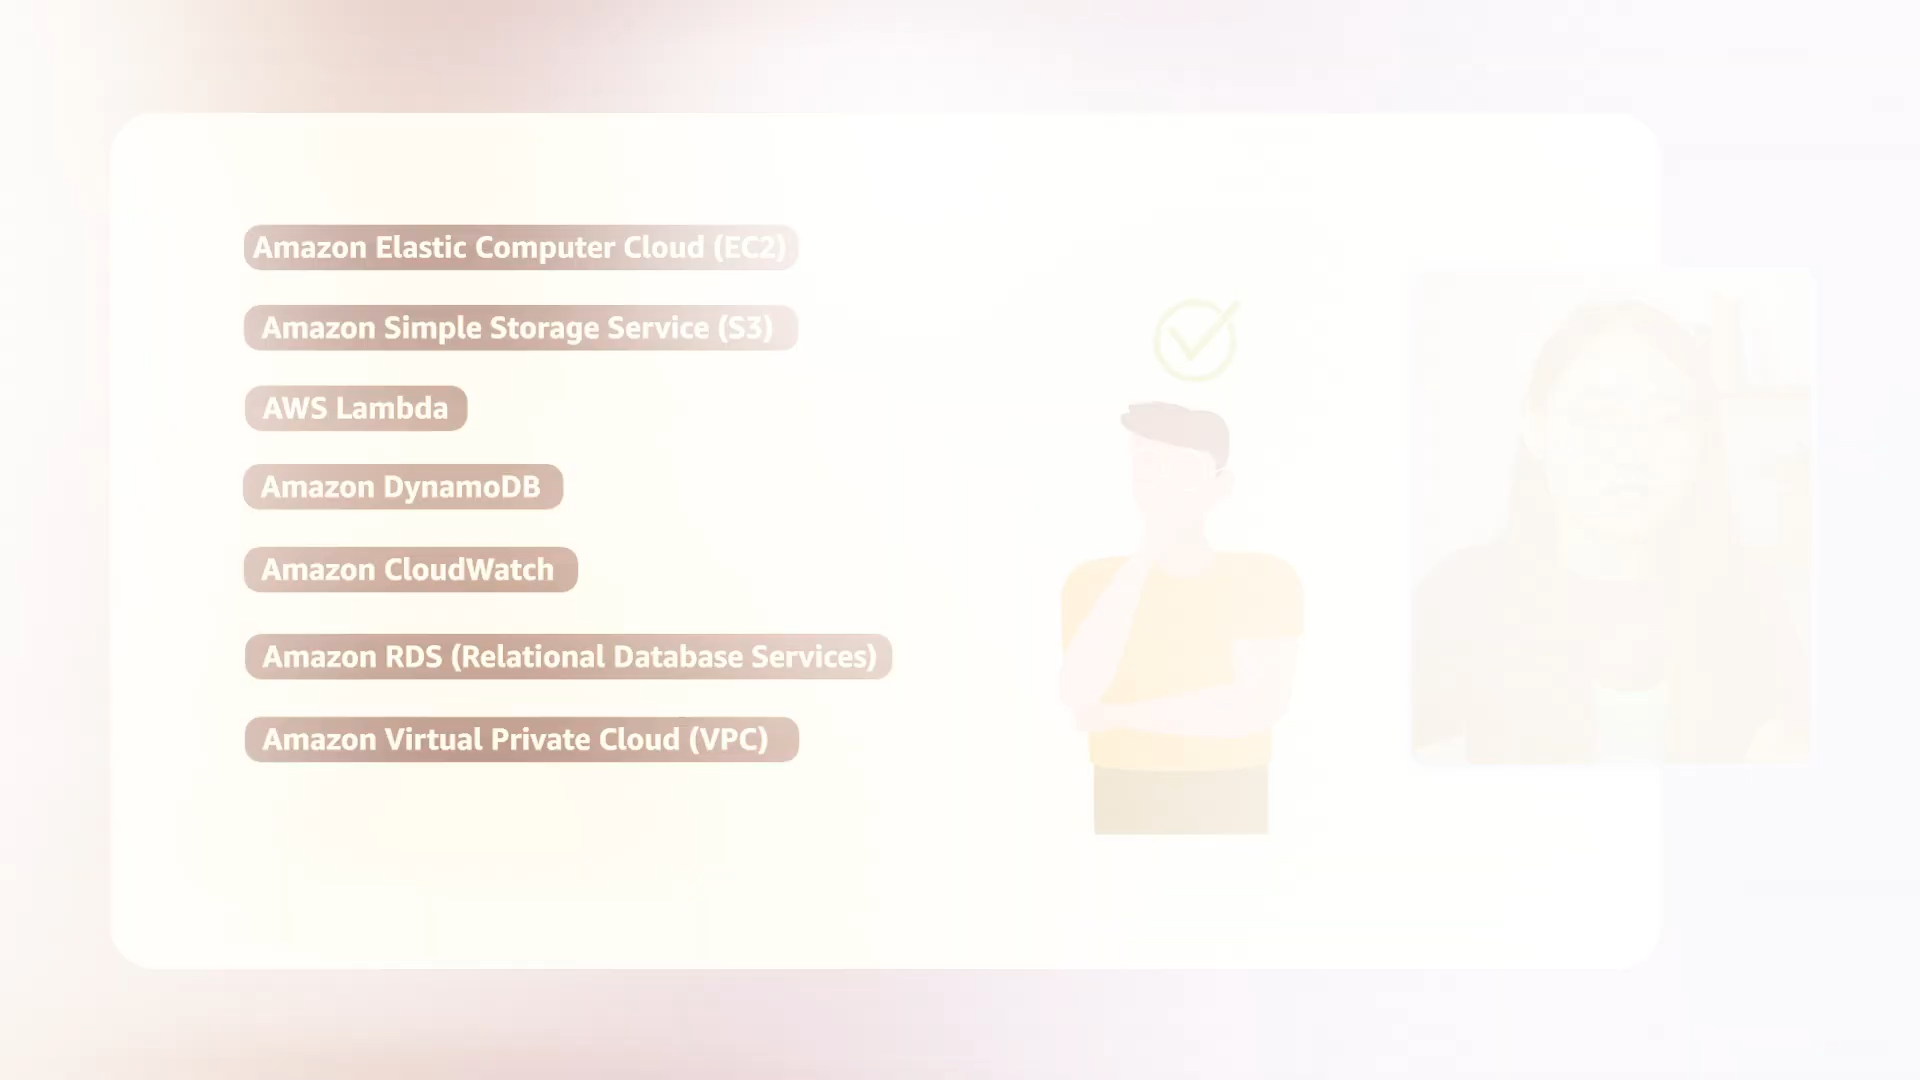 Amazon Elastic Computer Cloud (EC2)
Amazon Simple Storage Service (S3)
AWS Lambda
Amazon DynamoDB
Amazon CloudWatch
Amazon RDS (Relational Database Services)
Amazon Virtual Private Cloud (VPC)